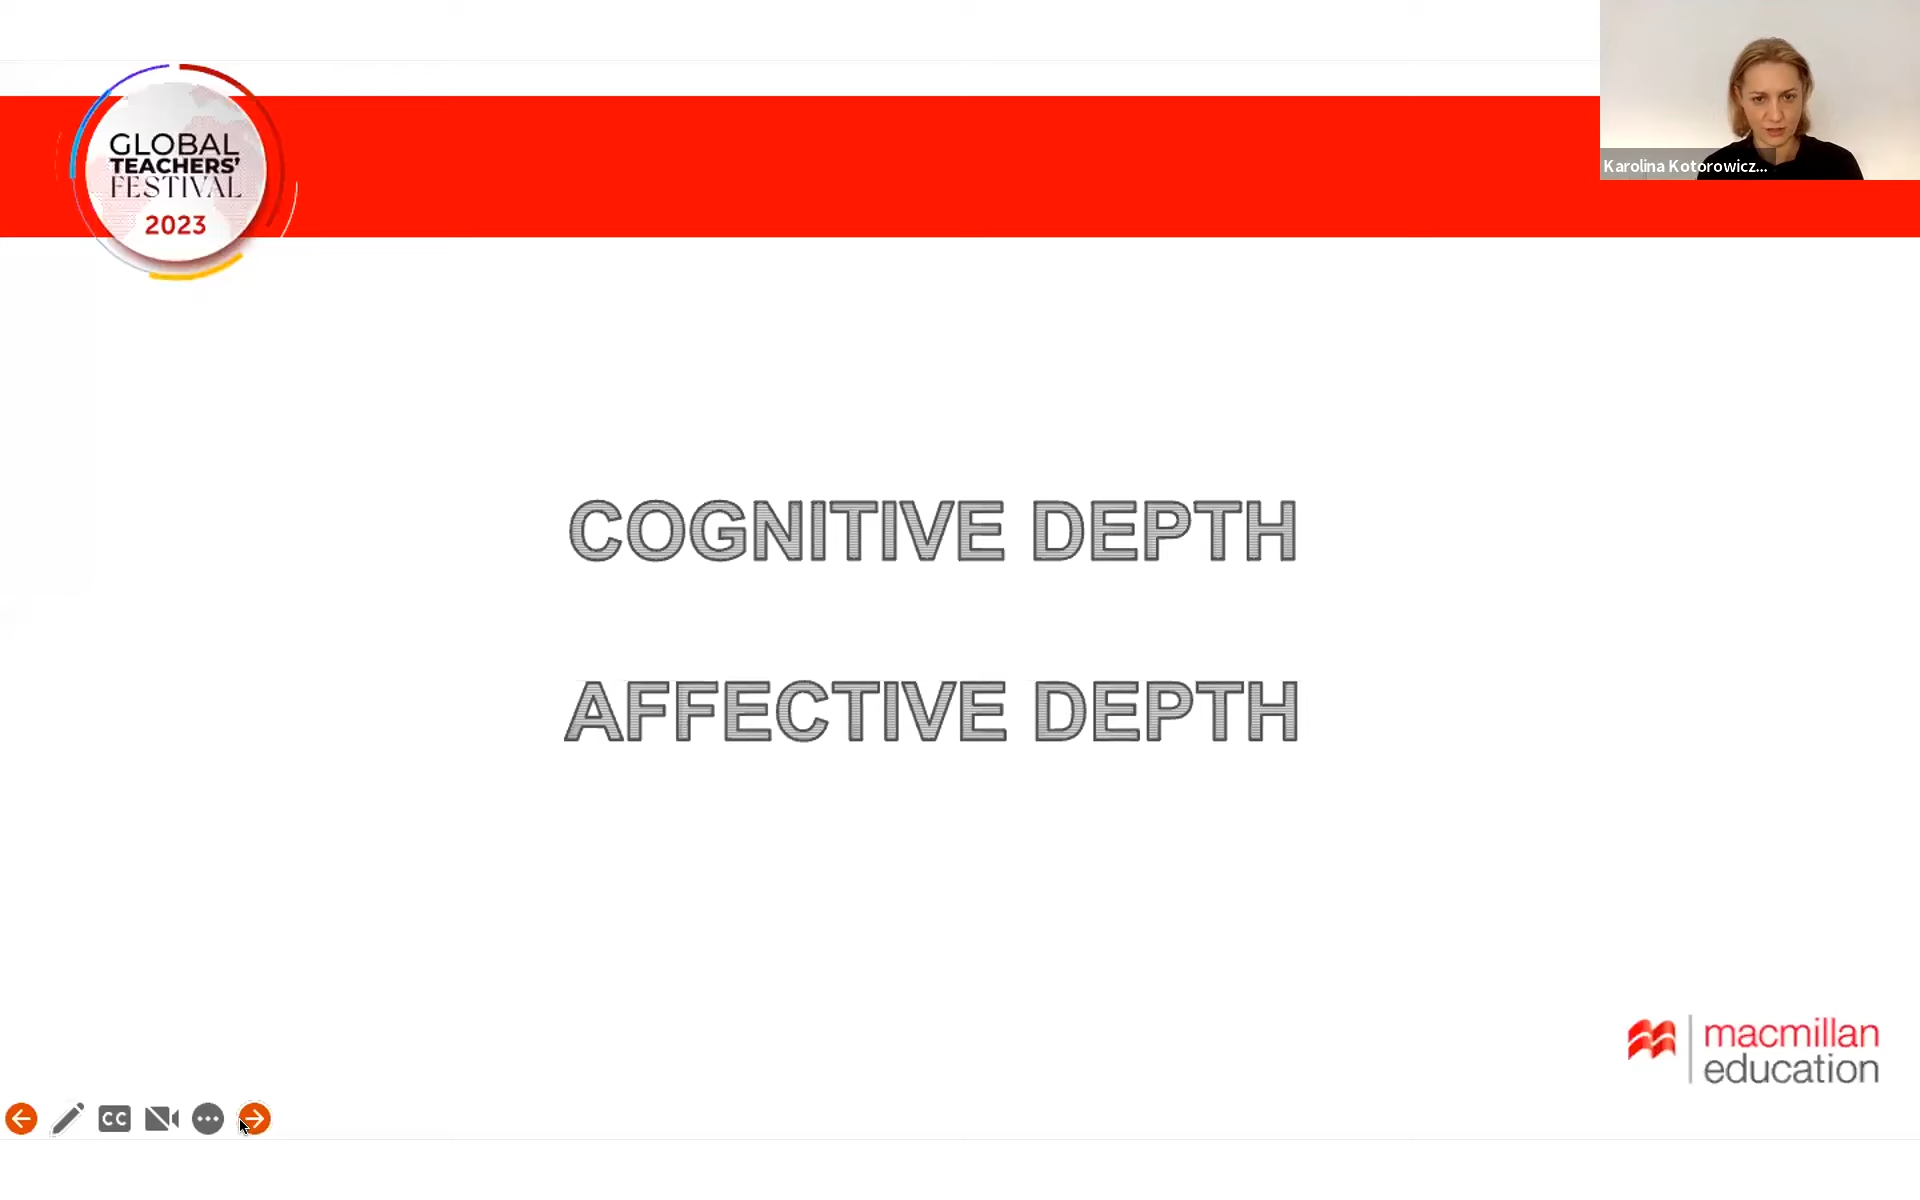 GLOBAL
TEACHERS'
FESTIVAL
2023
Karolina Kotorowicz...
COGNITIVE DEPTH
AFFECTIVE DEPTH
macmillan
education
CC